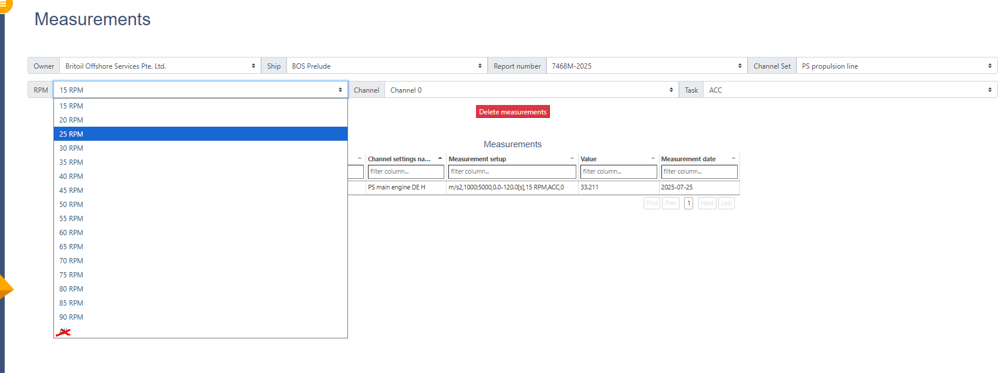 Measurements
Owner Britoil Offshore Services Pte. Ltd. Ship BOS Prelude Report number 7468M-2025 Channel Set PS propulsion line
RPM 15 RPM Channel Channel 0 Task ACC
15 RPM
Delete measurements
20 RPM
25 RPM
Measurements
30 RPM
Channel settings na... Measurement setup Value Measurement date
35 RPM
filter column... filter column... filter column... filter column...
40 RPM
PS main engine DE H m/s2,1000:5000,0.0-120.0[s],15 RPM,ACC,0 33.211 2025-07-25
45 RPM
First Prev 1 Next Last
50 RPM
55 RPM
60 RPM
65 RPM
70 RPM
75 RPM
80 RPM
85 RPM
90 RPM